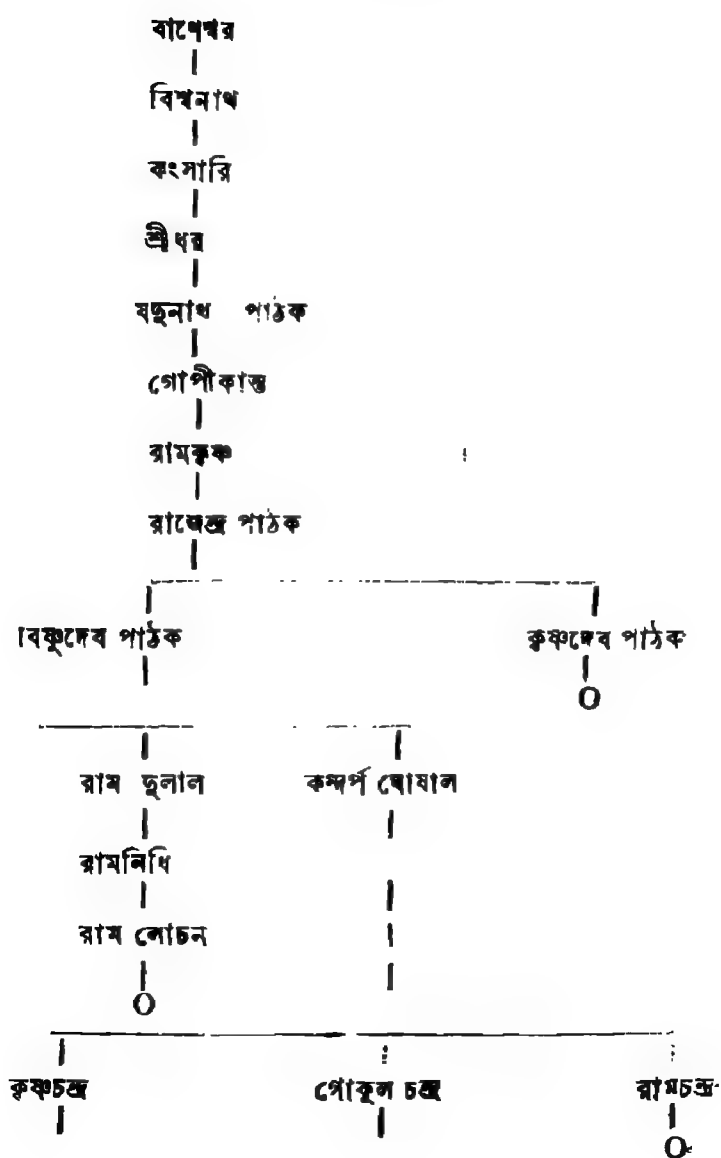 বাণেশ্বর
বিশ্বনাথ
কংসারি
শ্রীধর
যদুনাথ পাঠক
গোপীকান্ত
রামকৃষ্ণ
রাজেন্দ্র পাঠক
বিষ্ণুদেব পাঠক কৃষ্ণদেব পাঠক
O
রাম দুলাল কন্দর্প ঘোষাল
রামনিধি
রাম লোচন
O
কৃষ্ণচন্দ্র গোকুল চন্দ্র রামচন্দ্র
O